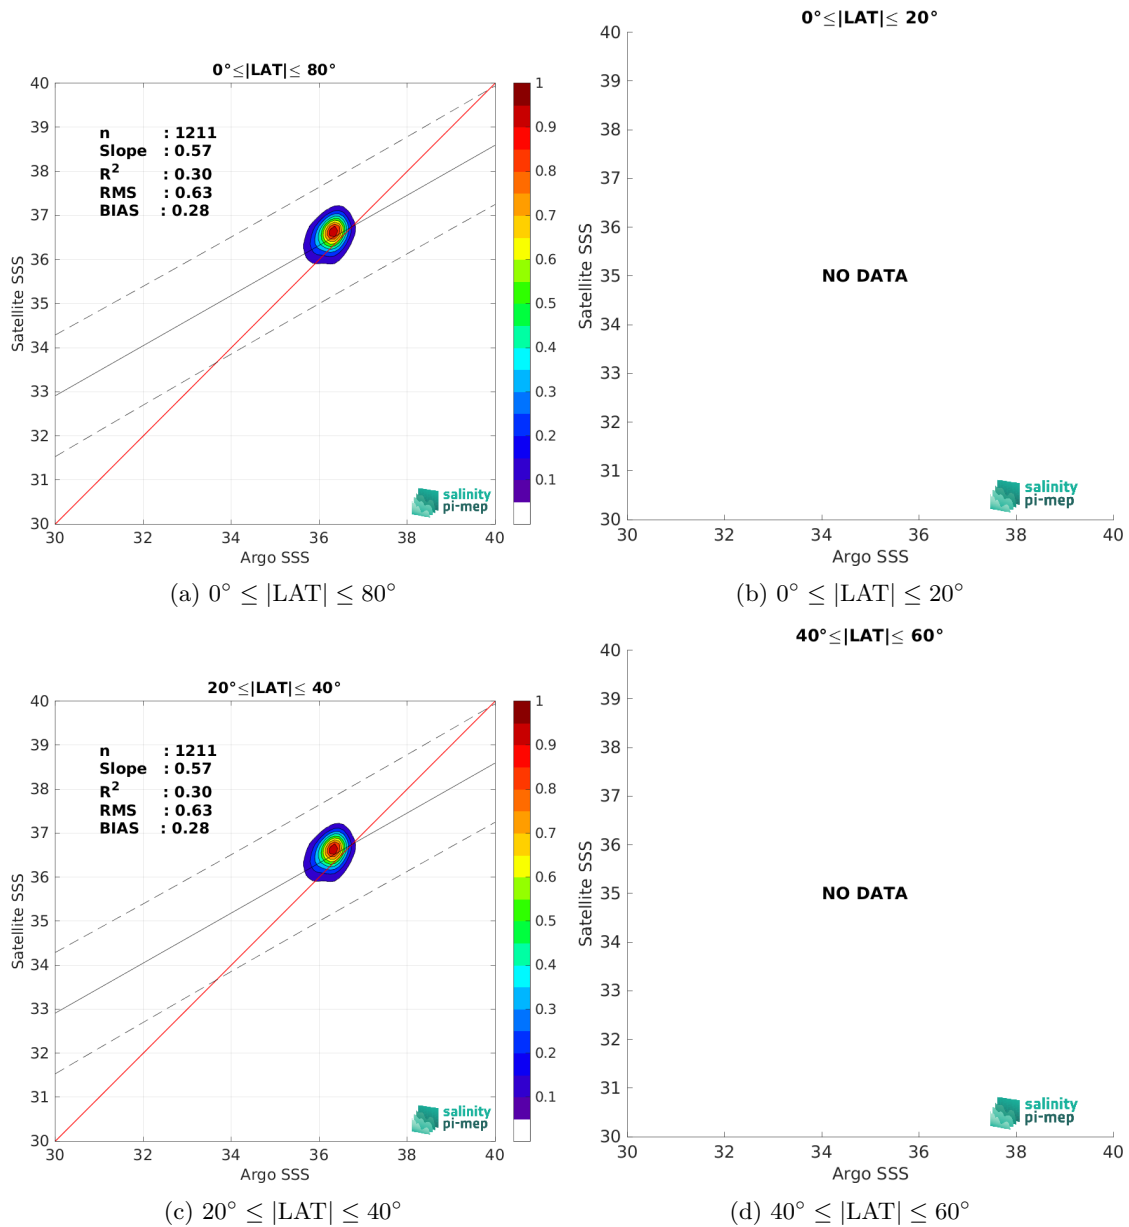 0°≤|LAT|≤ 80°
40
39
38
37
36
35
34
33
32
31
30
n : 1211
Slope : 0.57
R² : 0.30
RMS : 0.63
BIAS : 0.28
Satellite SSS
30
32
34
36
38
40
Argo SSS
salinity
pi-mep
1
0.9
0.8
0.7
0.6
0.5
0.4
0.3
0.2
0.1
(a) 0° ≤ |LAT| ≤ 80°
0°≤|LAT|≤ 20°
40
39
38
37
36
35
34
33
32
31
30
NO DATA
Satellite SSS
30
32
34
36
38
40
Argo SSS
salinity
pi-mep
(b) 0° ≤ |LAT| ≤ 20°
20°≤|LAT|≤ 40°
40
39
38
37
36
35
34
33
32
31
30
n : 1211
Slope : 0.57
R² : 0.30
RMS : 0.63
BIAS : 0.28
Satellite SSS
30
32
34
36
38
40
Argo SSS
salinity
pi-mep
1
0.9
0.8
0.7
0.6
0.5
0.4
0.3
0.2
0.1
(c) 20° ≤ |LAT| ≤ 40°
40°≤|LAT|≤ 60°
40
39
38
37
36
35
34
33
32
31
30
NO DATA
Satellite SSS
30
32
34
36
38
40
Argo SSS
salinity
pi-mep
(d) 40° ≤ |LAT| ≤ 60°